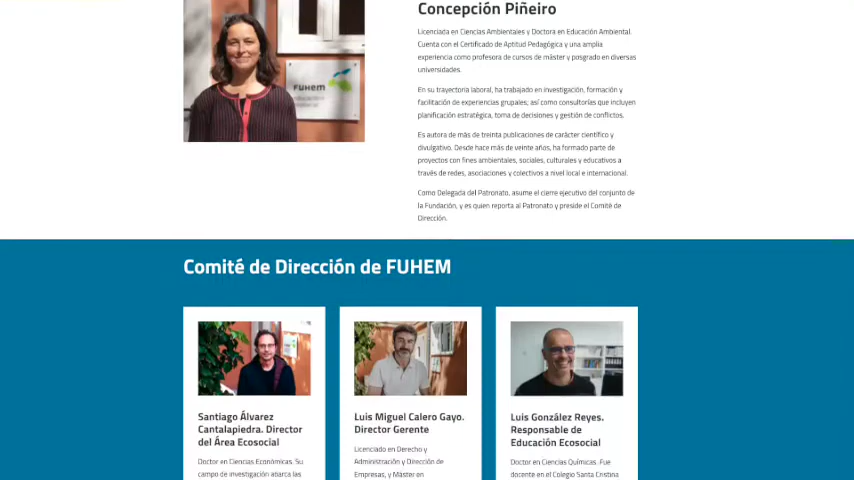 Concepción Piñeiro
Licenciada en Ciencias Ambientales y Doctora en Educación Ambiental.
Cuenta con el Certificado de Aptitud Pedagógica y una amplia
experiencia como profesora de cursos de máster y posgrado en diversas
universidades.
En su trayectoria laboral, ha trabajado en investigación, formación y
facilitación de experiencias grupales; así como consultorías que incluyen
planificación estratégica, toma de decisiones y gestión de conflictos.
Es autora de más de treinta publicaciones de carácter científico y
divulgativo. Desde hace más de veinte años, ha formado parte de
proyectos con fines ambientales, sociales, culturales y educativos a
través de redes, asociaciones y colectivos a nivel local e internacional.
Como Delegada del Patronato, asume el cierre ejecutivo del conjunto de
la Fundación, y es quien reporta al Patronato y preside el Comité de
Dirección.
FUHEM
Comité de Dirección de FUHEM
Santiago Álvarez
Cantalapiedra. Director
del Área Ecosocial
Doctor en Ciencias Económicas. Su
campo de investigación abarca las
Luis Miguel Calero Gayo.
Director Gerente
Licenciado en Derecho y
Administración y Dirección de
Empresas, y Máster en
Luis González Reyes.
Responsable de
Educación Ecosocial
Doctor en Ciencias Químicas. Fue
docente en el Colegio Santa Cristina